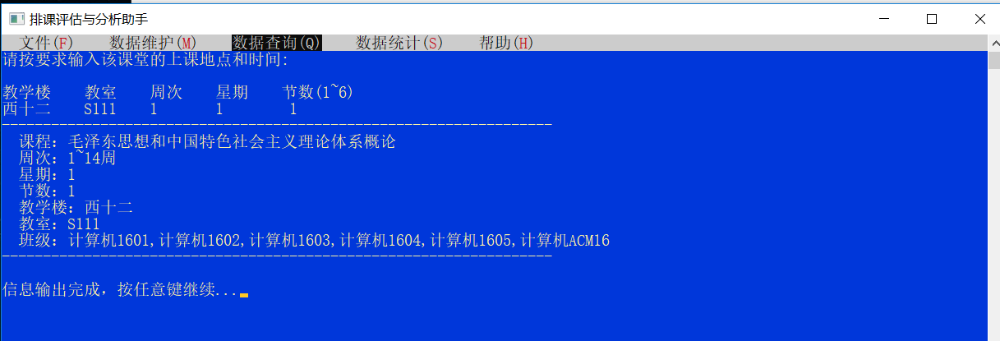 排课评估与分析助手
文件(F) 数据维护(M) 数据查询(Q) 数据统计(S) 帮助(H)
请按要求输入该课堂的上课地点和时间:
教学楼 教室 周次 星期 节数(1~6)
西十二 S111 1 1 1
--------------------------------------------------------------------
课程: 毛泽东思想和中国特色社会主义理论体系概论
周次: 1~14周
星期: 1
节数: 1
教学楼: 西十二
教室: S111
班级: 计算机1601,计算机1602,计算机1603,计算机1604,计算机1605,计算机ACM16
--------------------------------------------------------------------
信息输出完成，按任意键继续...